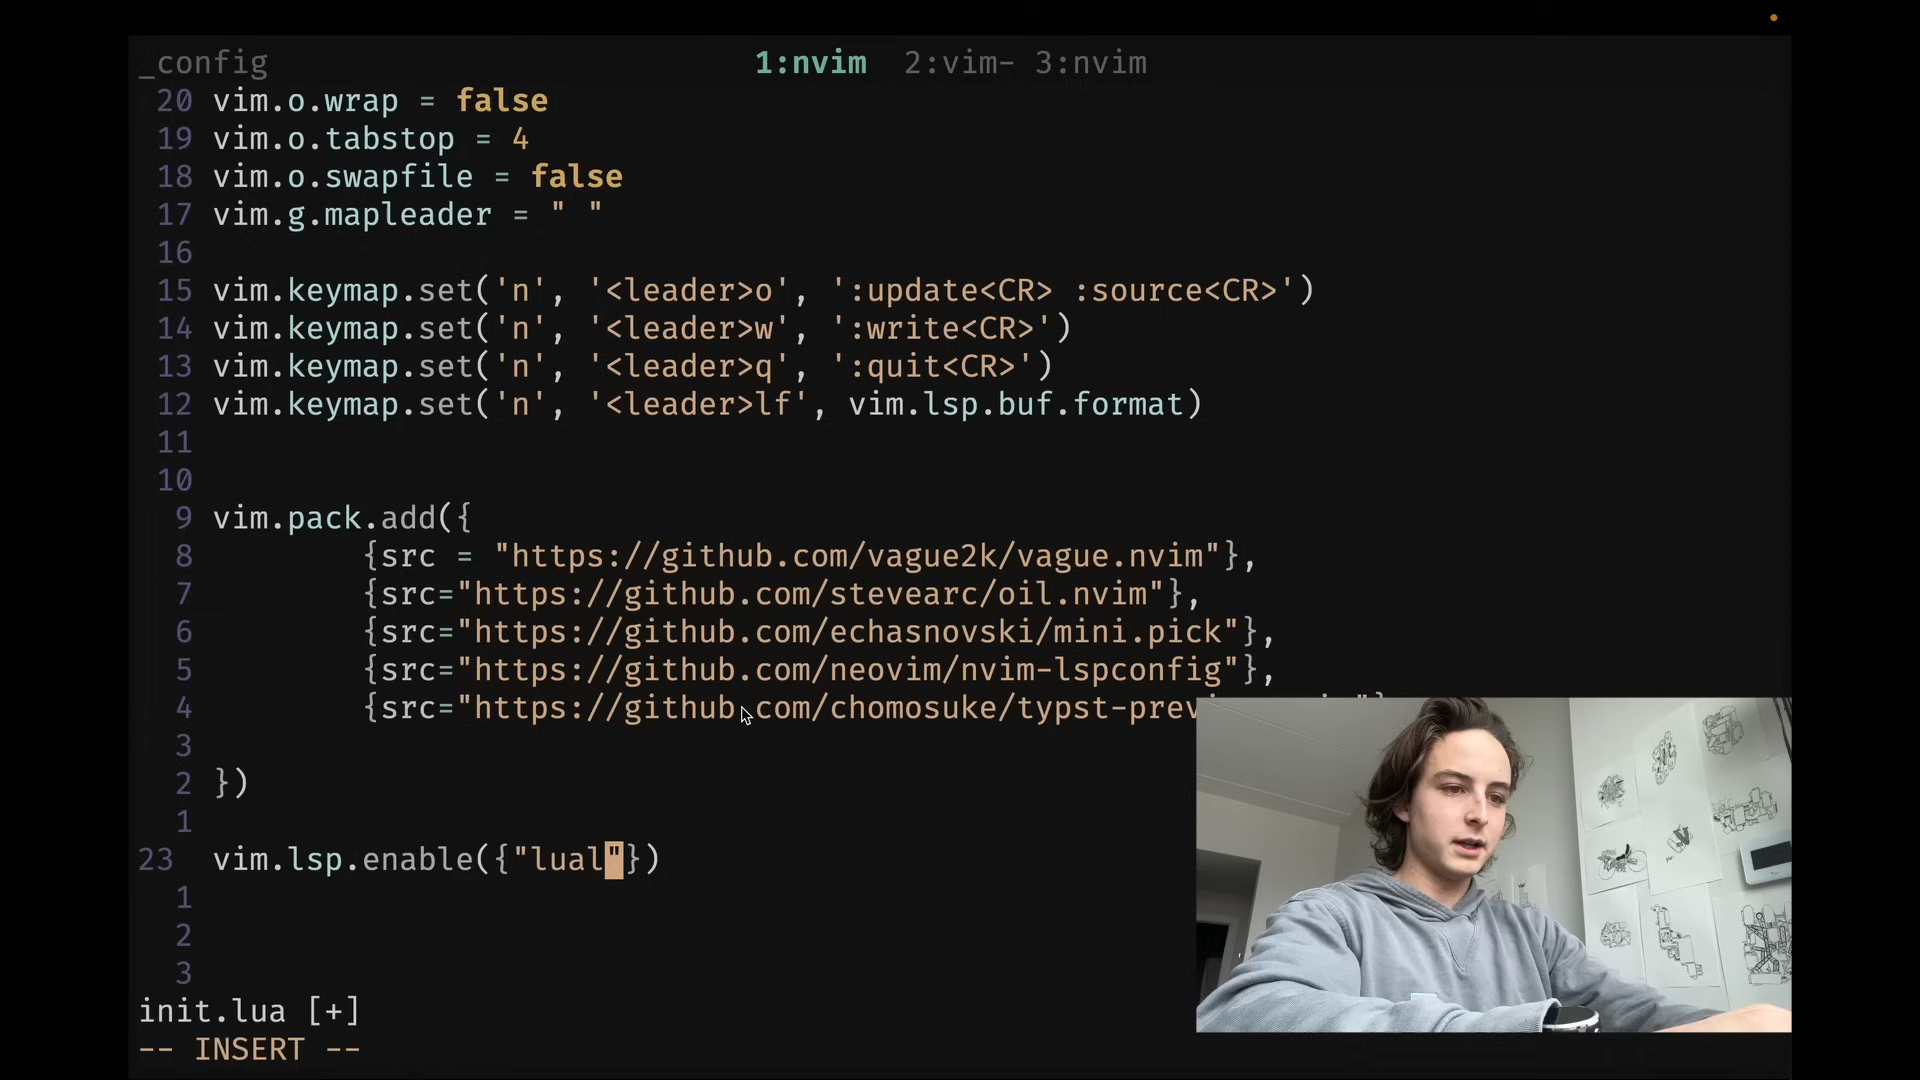 _config 1:nvim 2:vim- 3:nvim
20 vim.o.wrap = false
19 vim.o.tabstop = 4
18 vim.o.swapfile = false
17 vim.g.mapleader = " "
16
15 vim.keymap.set('n', '<leader>o', ':update<CR> :source<CR>')
14 vim.keymap.set('n', '<leader>w', ':write<CR>')
13 vim.keymap.set('n', '<leader>q', ':quit<CR>')
12 vim.keymap.set('n', '<leader>lf', vim.lsp.buf.format)
11
10
9 vim.pack.add({
8 {src = "https://github.com/vague2k/vague.nvim"},
7 {src="https://github.com/stevearc/oil.nvim"},
6 {src="https://github.com/echasnovski/mini.pick"},
5 {src="https://github.com/neovim/nvim-lspconfig"},
4 {src="https://github.com/chomosuke/typst-prev
3
2 })
1
23 vim.lsp.enable({"lual"})
1
2
3
init.lua [+]
-- INSERT --